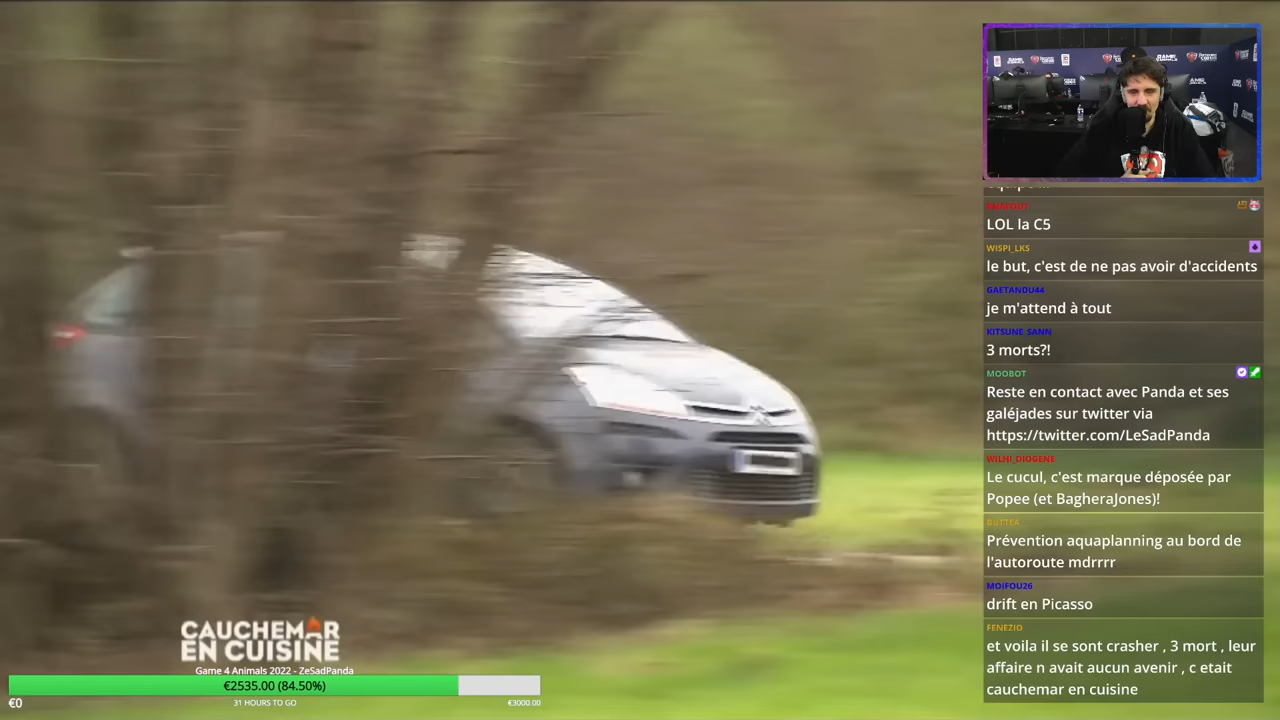 LOL la C5
WISPI_LK5
le but, c'est de ne pas avoir d'accidents
GAETANDU44
je m'attend à tout
KITSUNE_SANN
3 morts?!
MOOBOT
Reste en contact avec Panda et ses
galéjades sur twitter via
https://twitter.com/LeSadPanda
WILHI_DIOGENE
Le cucul, c'est marque déposée par
Popee (et BagheraJones)!
BUTTEA
Prévention aquaplanning au bord de
l'autoroute mdrrrr
MOIFOU26
drift en Picasso
FENEZIO
et voila il se sont crasher , 3 mort , leur
affaire n avait aucun avenir , c etait
cauchemar en cuisine
CAUCHEMAR
EN CUISINE
Game 4 Animals 2022 - ZeSadPanda
€2535.00 (84.50%)
€0
31 HOURS TO GO
€3000.00